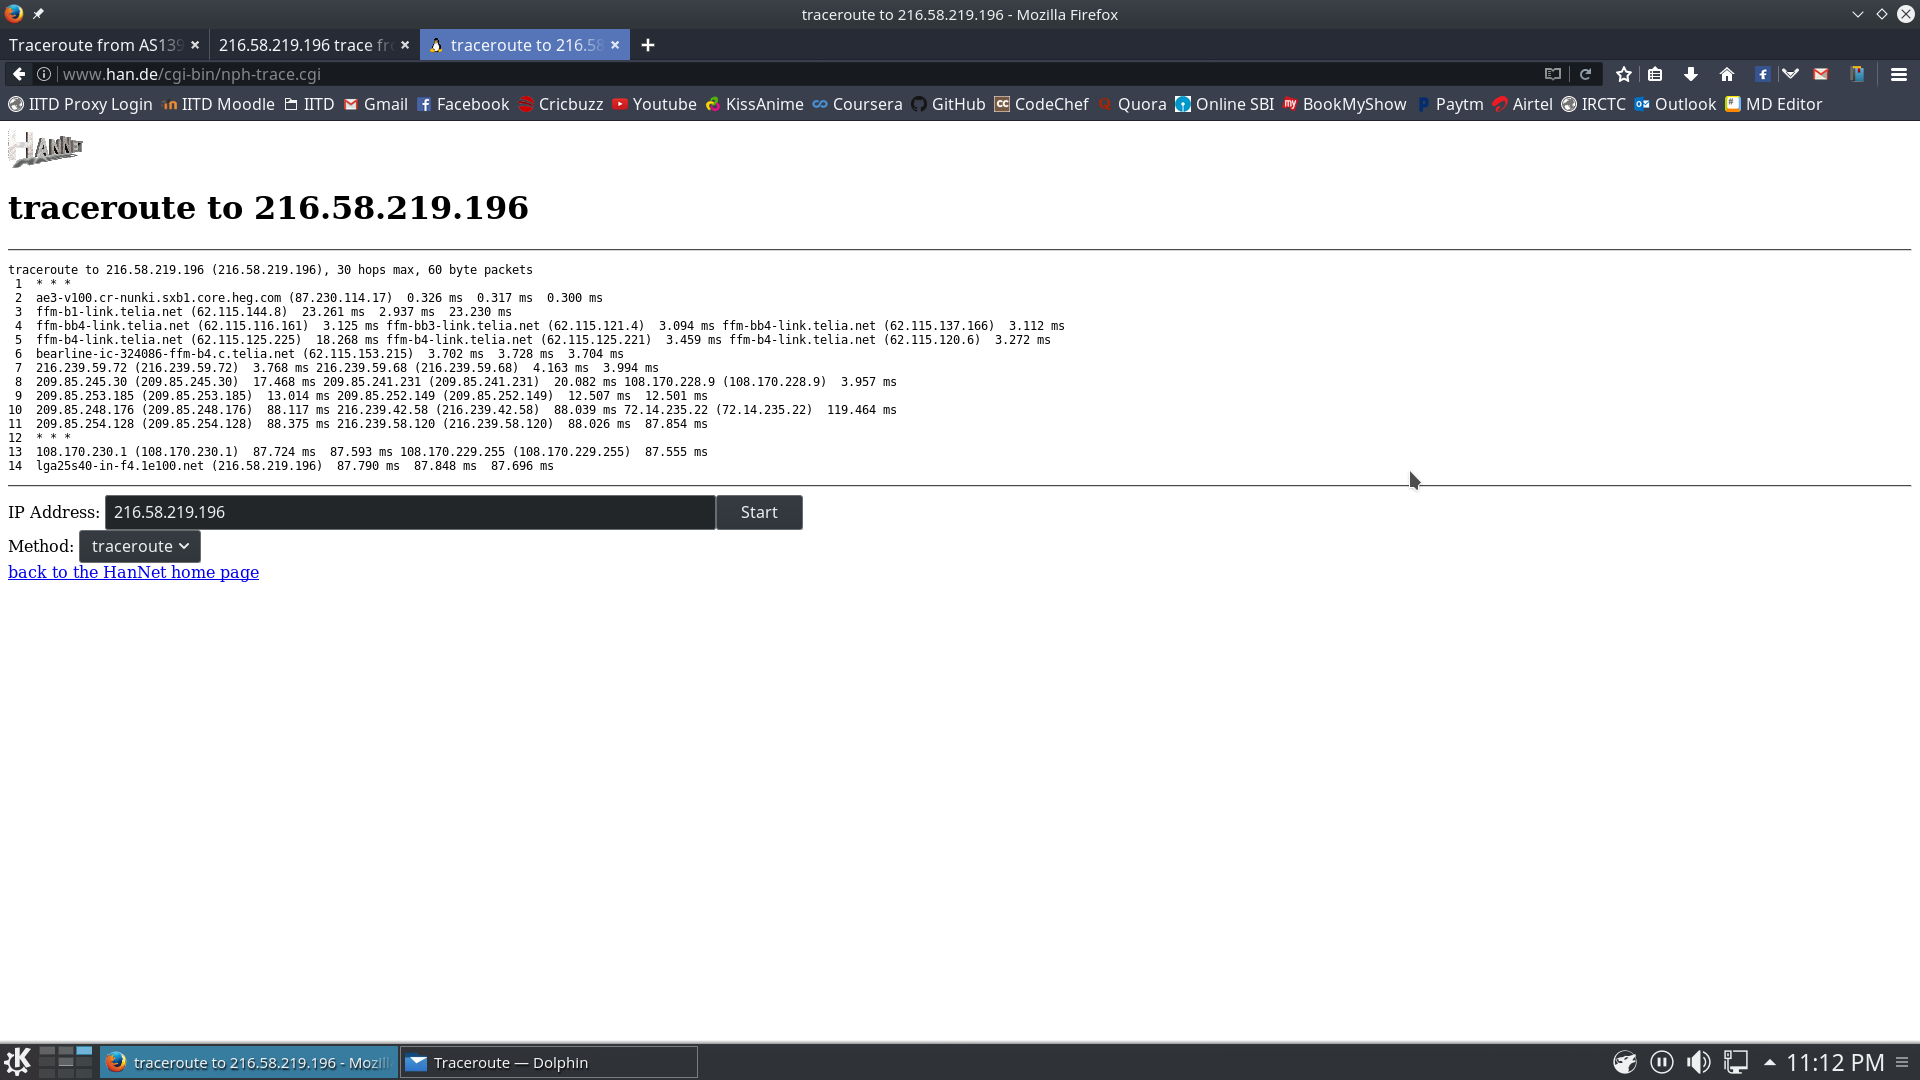 traceroute to 216.58.219.196 - Mozilla Firefox
Traceroute from AS139
216.58.219.196 trace fr
traceroute to 216.58
www.han.de/cgi-bin/nph-trace.cgi
IITD Proxy Login IITD Moodle IITD Gmail Facebook Cricbuzz Youtube KissAnime Coursera GitHub CodeChef Quora Online SBI BookMyShow Paytm Airtel IRCTC Outlook MD Editor
HANNET
traceroute to 216.58.219.196
traceroute to 216.58.219.196 (216.58.219.196), 30 hops max, 60 byte packets
1 * * *
2 ae3-v100.cr-nunki.sxb1.core.heg.com (87.230.114.17) 0.326 ms 0.317 ms 0.300 ms
3 ffm-b1-link.telia.net (62.115.144.8) 23.261 ms 2.937 ms 23.230 ms
4 ffm-bb4-link.telia.net (62.115.116.161) 3.125 ms ffm-bb3-link.telia.net (62.115.121.4) 3.094 ms ffm-bb4-link.telia.net (62.115.137.166) 3.112 ms
5 ffm-b4-link.telia.net (62.115.125.225) 18.268 ms ffm-b4-link.telia.net (62.115.125.221) 3.459 ms ffm-b4-link.telia.net (62.115.120.6) 3.272 ms
6 bearline-ic-324086-ffm-b4.c.telia.net (62.115.153.215) 3.702 ms 3.728 ms 3.704 ms
7 216.239.59.72 (216.239.59.72) 3.768 ms 216.239.59.68 (216.239.59.68) 4.163 ms 3.994 ms
8 209.85.245.30 (209.85.245.30) 17.468 ms 209.85.241.231 (209.85.241.231) 20.082 ms 108.170.228.9 (108.170.228.9) 3.957 ms
9 209.85.253.185 (209.85.253.185) 13.014 ms 209.85.252.149 (209.85.252.149) 12.507 ms 12.501 ms
10 209.85.248.176 (209.85.248.176) 88.117 ms 216.239.42.58 (216.239.42.58) 88.039 ms 72.14.235.22 (72.14.235.22) 119.464 ms
11 209.85.254.128 (209.85.254.128) 88.375 ms 216.239.58.120 (216.239.58.120) 88.026 ms 87.854 ms
12 * * *
13 108.170.230.1 (108.170.230.1) 87.724 ms 87.593 ms 108.170.229.255 (108.170.229.255) 87.555 ms
14 lga25s40-in-f4.1e100.net (216.58.219.196) 87.790 ms 87.848 ms 87.696 ms
IP Address: 216.58.219.196 Start
Method: traceroute
back to the HanNet home page
traceroute to 216.58.219.196 - Mozil
Traceroute — Dolphin
11:12 PM